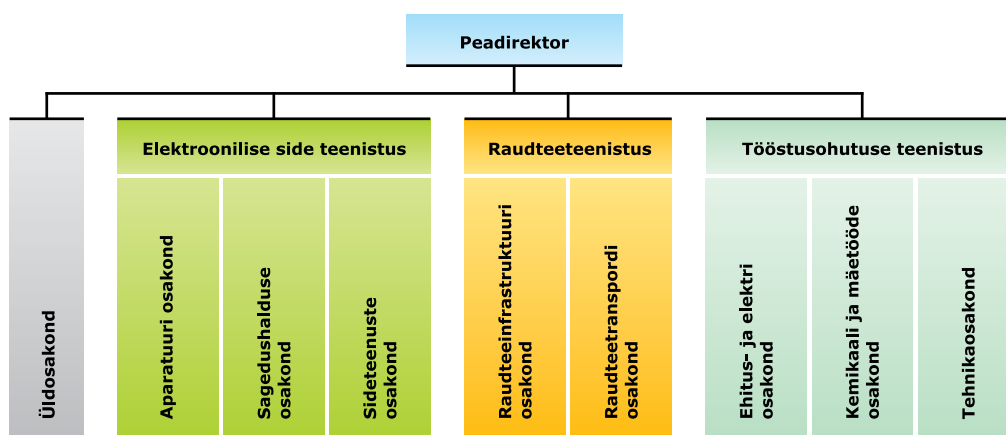 Peadirektor
Üldosakond
Elektroonilise side teenistus
Aparatuuri osakond
Sagedushalduse
osakond
Sideteenuste
osakond
Raudteeteenistus
Raudteeinfrastruktuuri
osakond
Raudteetranspordi
osakond
Tööstusohutuse teenistus
Ehitus- ja elektri
osakond
Kemikaali ja mäetööde
osakond
Tehnikaosakond